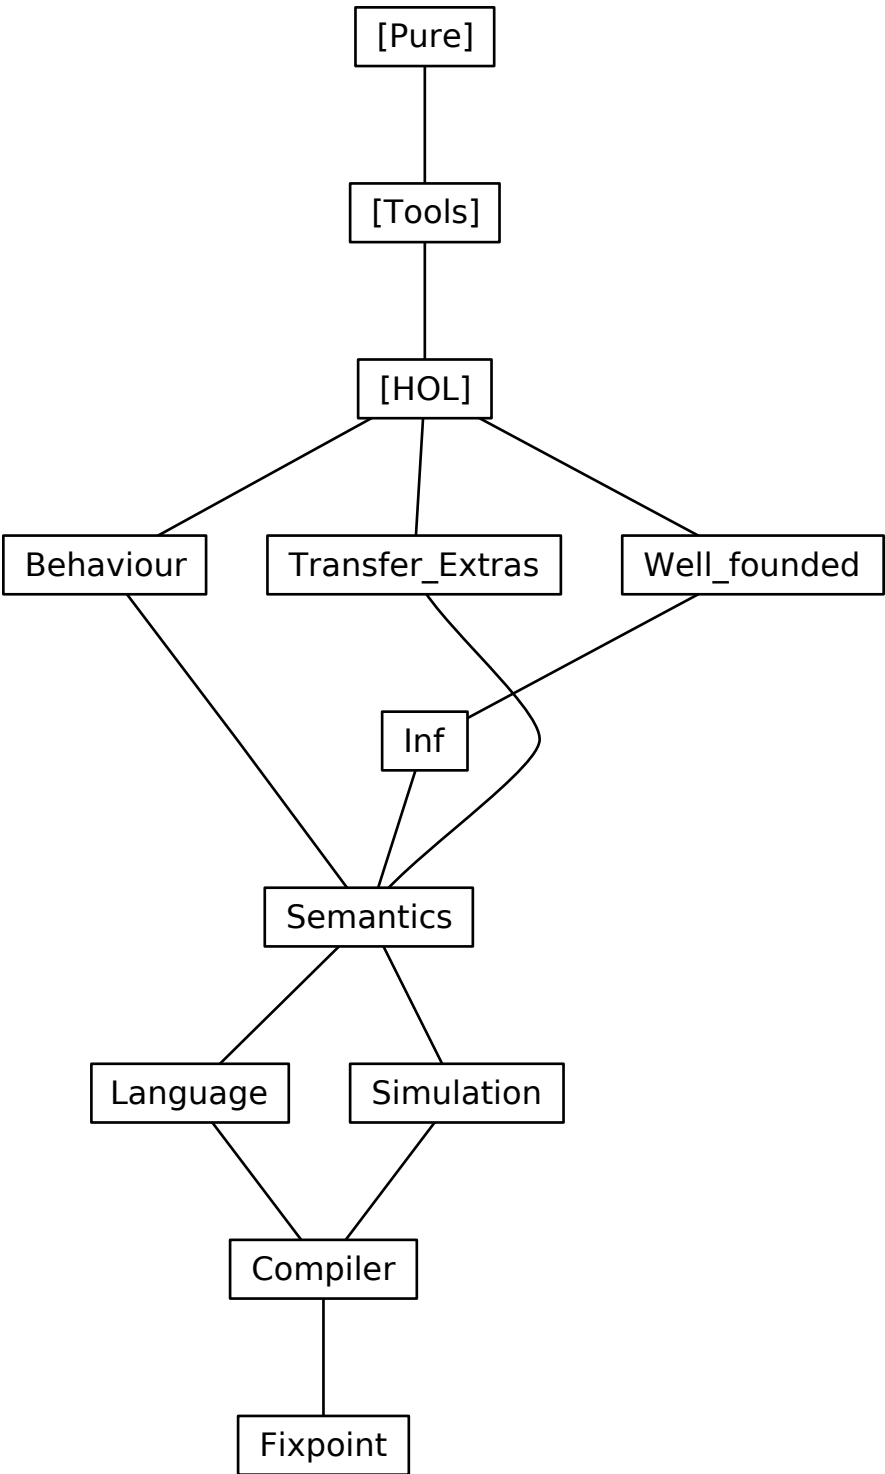 [Pure]
[Tools]
[HOL]
Behaviour
Transfer_Extras
Well_founded
Inf
Semantics
Language
Simulation
Compiler
Fixpoint